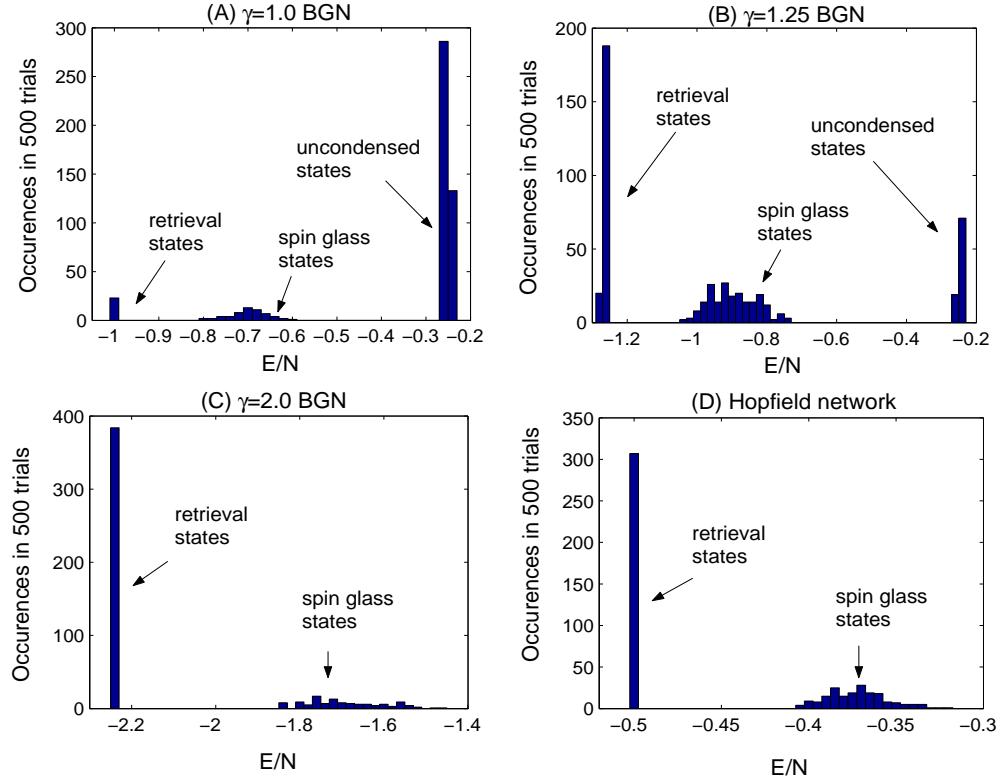 (A) γ=1.0 BGN
300
250
200
150
100
50
0
Occurences in 500 trials
retrieval
states
spin glass
states
uncondensed
states
−1
−0.9
−0.8
−0.7
−0.6
−0.5
−0.4
−0.3
−0.2
E/N
(B) γ=1.25 BGN
200
150
100
50
0
Occurences in 500 trials
retrieval
states
spin glass
states
uncondensed
states
−1.2
−1
−0.8
−0.6
−0.4
−0.2
E/N
(C) γ=2.0 BGN
400
300
200
100
0
Occurences in 500 trials
retrieval
states
spin glass
states
−2.2
−2
−1.8
−1.6
−1.4
E/N
(D) Hopfield network
350
300
250
200
150
100
50
0
Occurences in 500 trials
retrieval
states
spin glass
states
−0.5
−0.45
−0.4
−0.35
−0.3
E/N